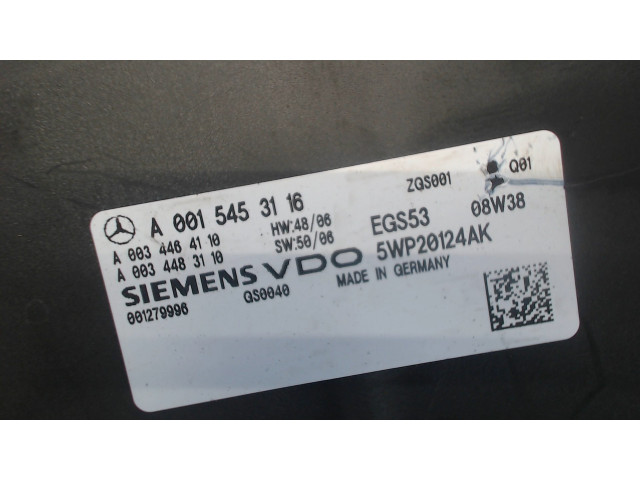 ZGS001 Q01
A 001 545 31 16 HW:48/06 EGS53 08W38
A 003 446 41 10 SW:50/06 5WP20124AK
A 003 448 31 10
SIEMENS VDO MADE IN GERMANY
001279996 QS0040